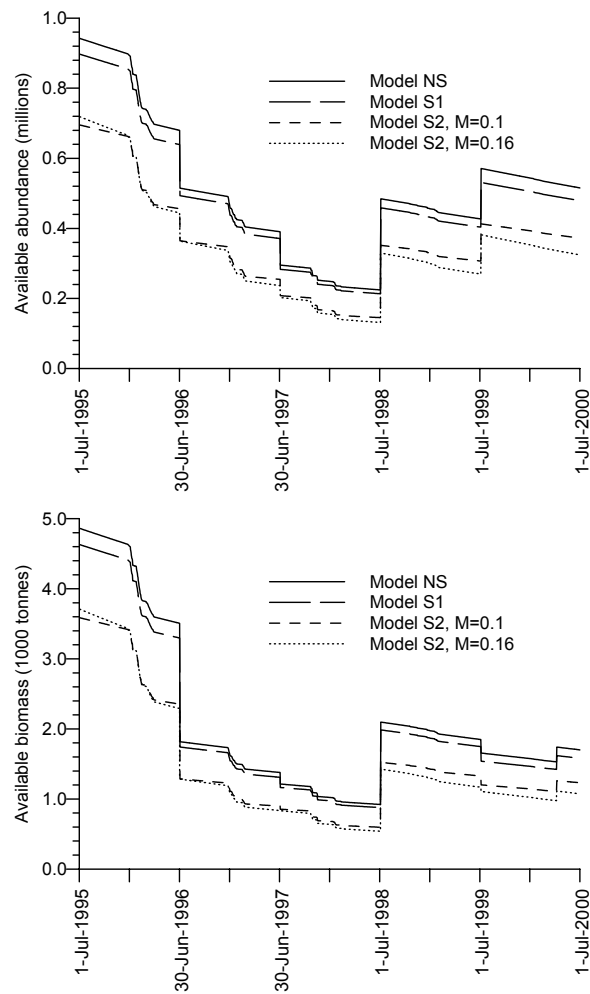 Available abundance (millions)
1.0
0.8
0.6
0.4
0.2
0.0
Model NS
Model S1
Model S2, M=0.1
Model S2, M=0.16
1-Jul-1995
30-Jun-1996
30-Jun-1997
1-Jul-1998
1-Jul-1999
1-Jul-2000
Available biomass (1000 tonnes)
5.0
4.0
3.0
2.0
1.0
0.0
Model NS
Model S1
Model S2, M=0.1
Model S2, M=0.16
1-Jul-1995
30-Jun-1996
30-Jun-1997
1-Jul-1998
1-Jul-1999
1-Jul-2000